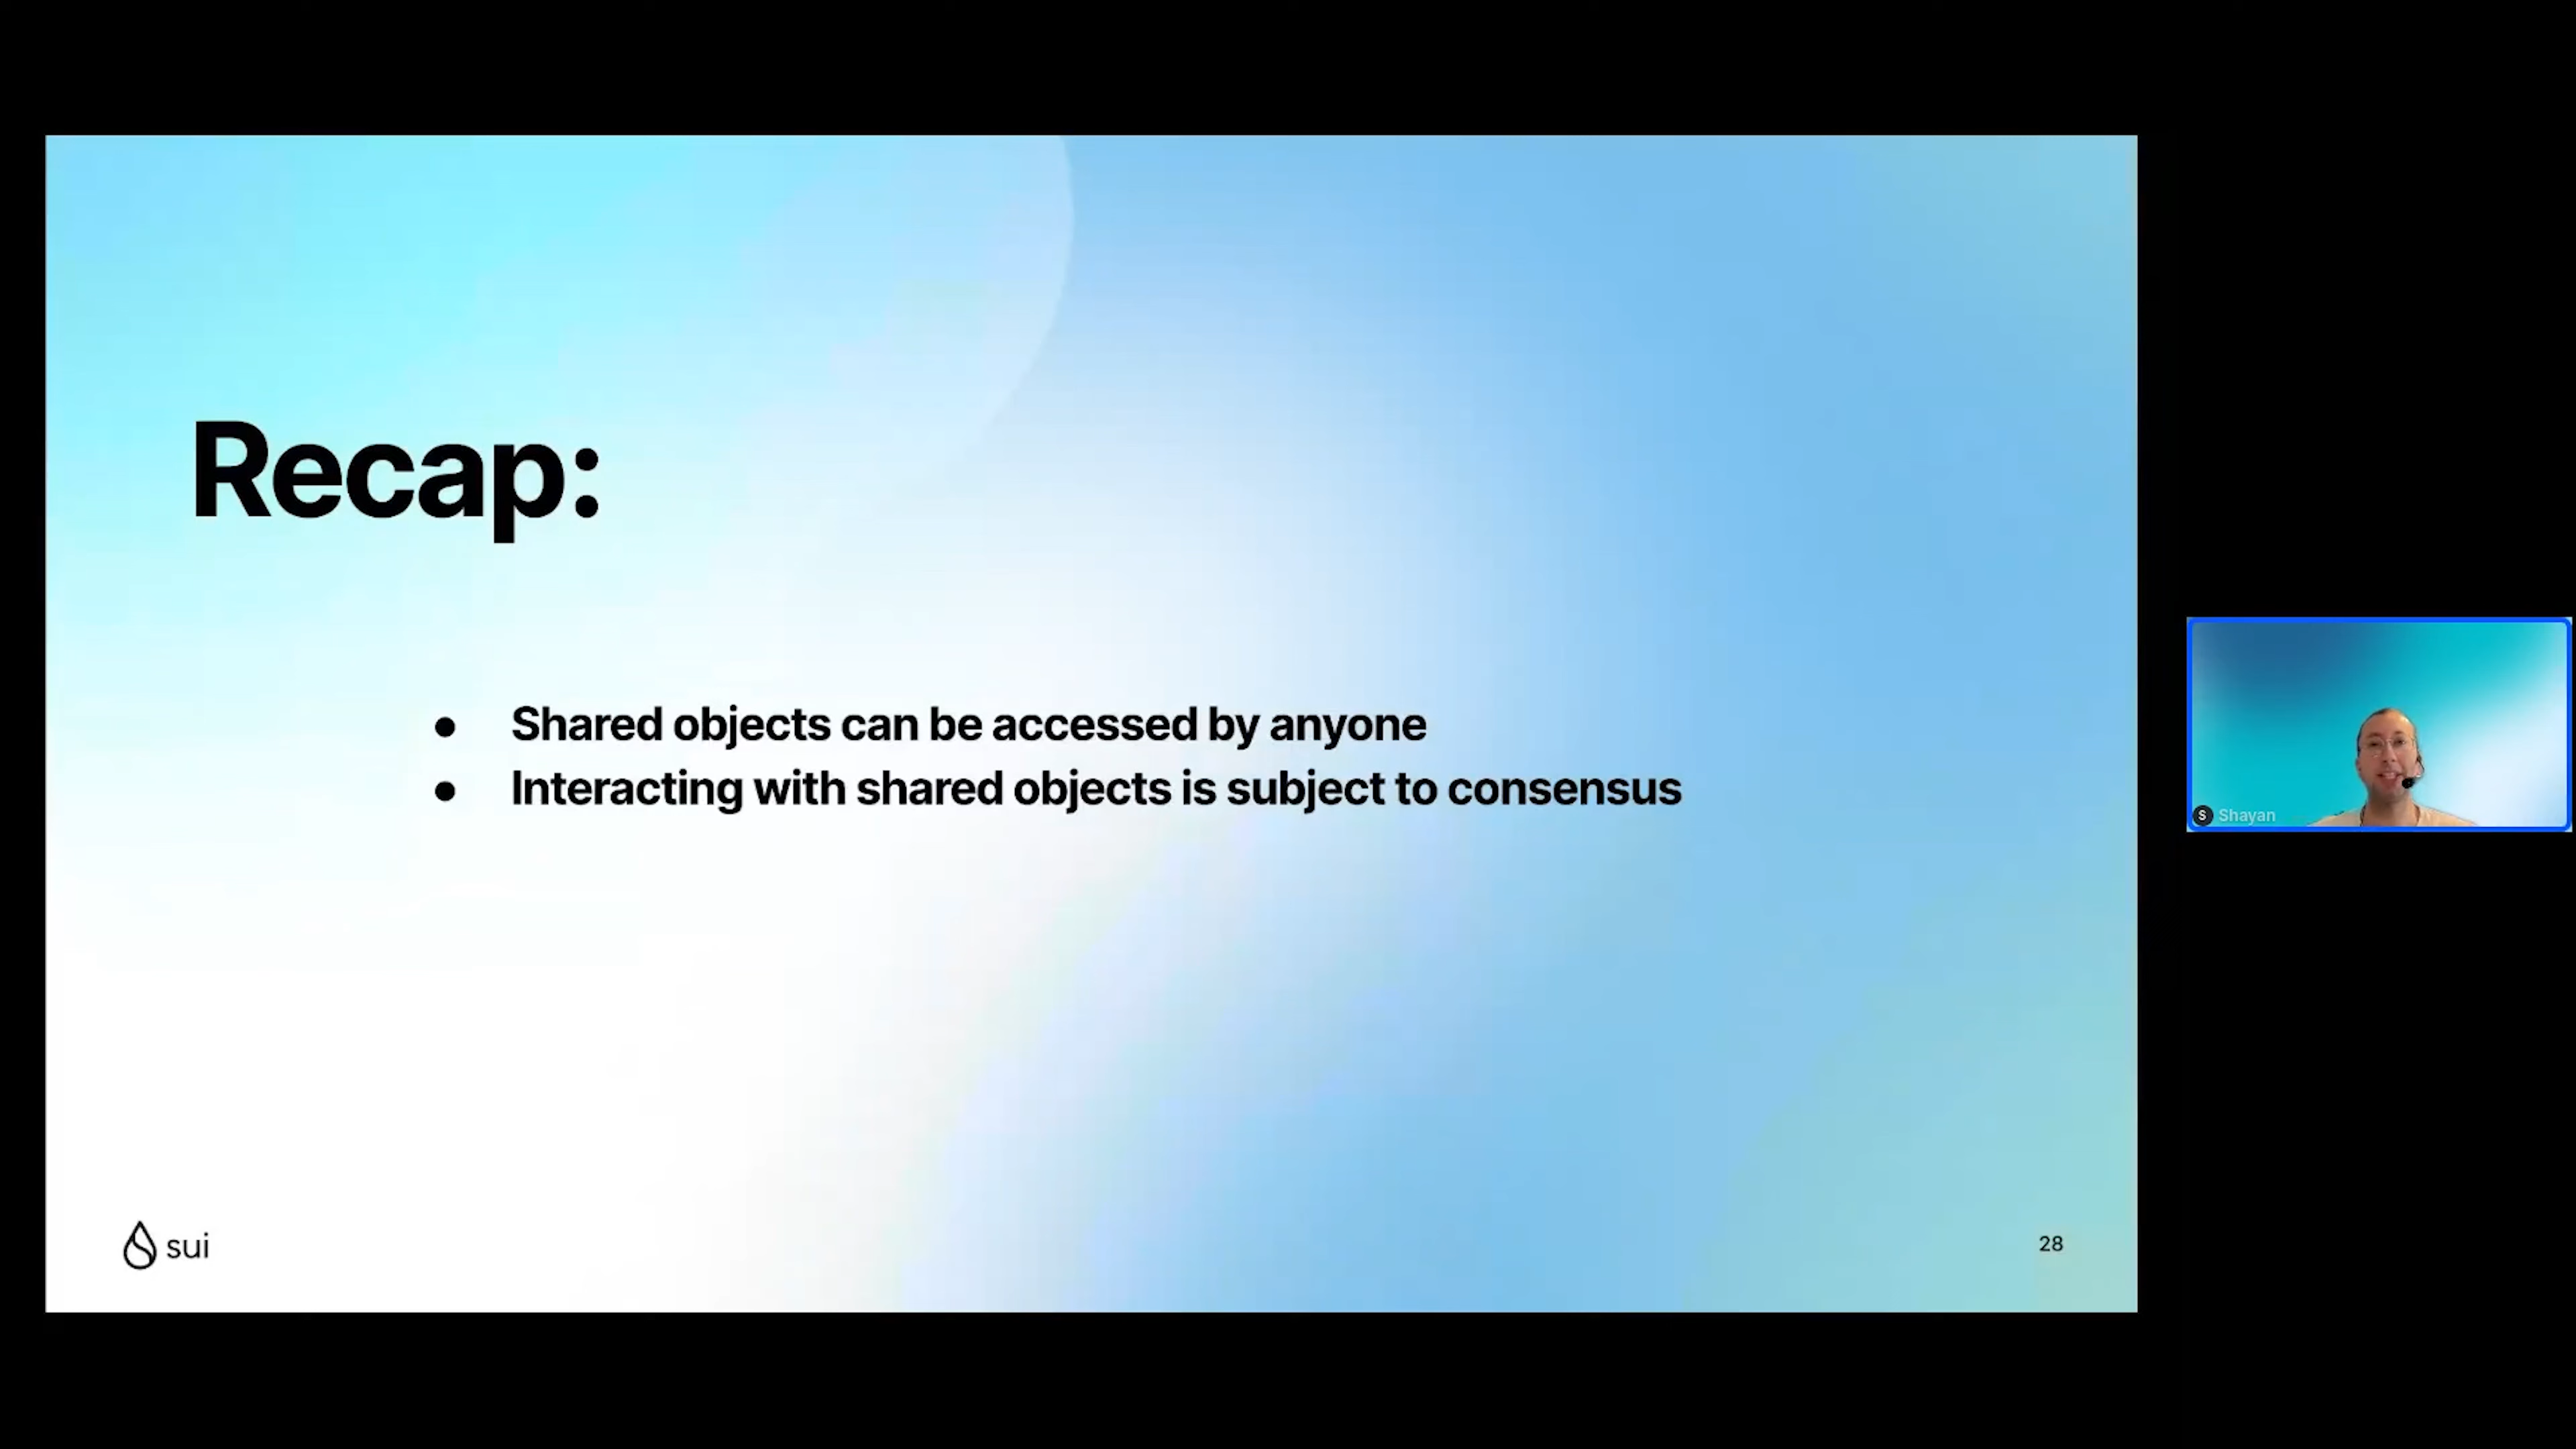 Recap:
● Shared objects can be accessed by anyone
● Interacting with shared objects is subject to consensus
sui
28
S Shayan